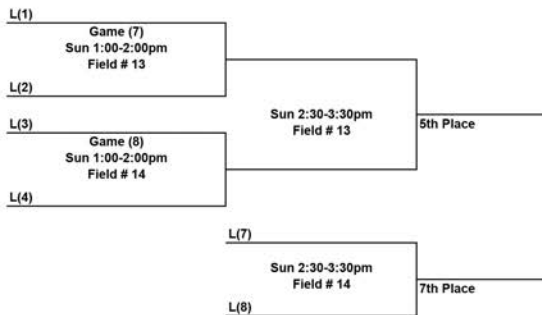 L(1)
Game (7)
Sun 1:00-2:00pm
Field # 13
L(2)
L(3)
Game (8)
Sun 1:00-2:00pm
Field # 14
L(4)
Sun 2:30-3:30pm
Field # 13
5th Place
L(7)
Sun 2:30-3:30pm
Field # 14
L(8)
7th Place